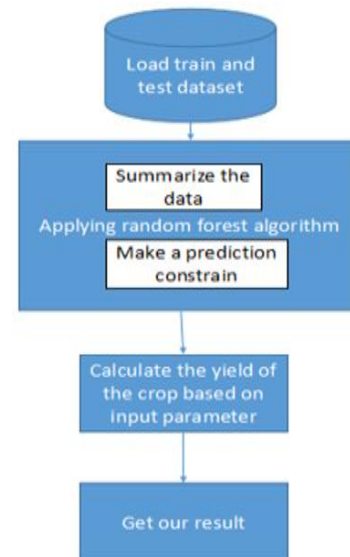 Load train and
test dataset
Summarize the
data
Applying random forest algorithm
Make a prediction
constrain
Calculate the yield of
the crop based on
input parameter
Get our result